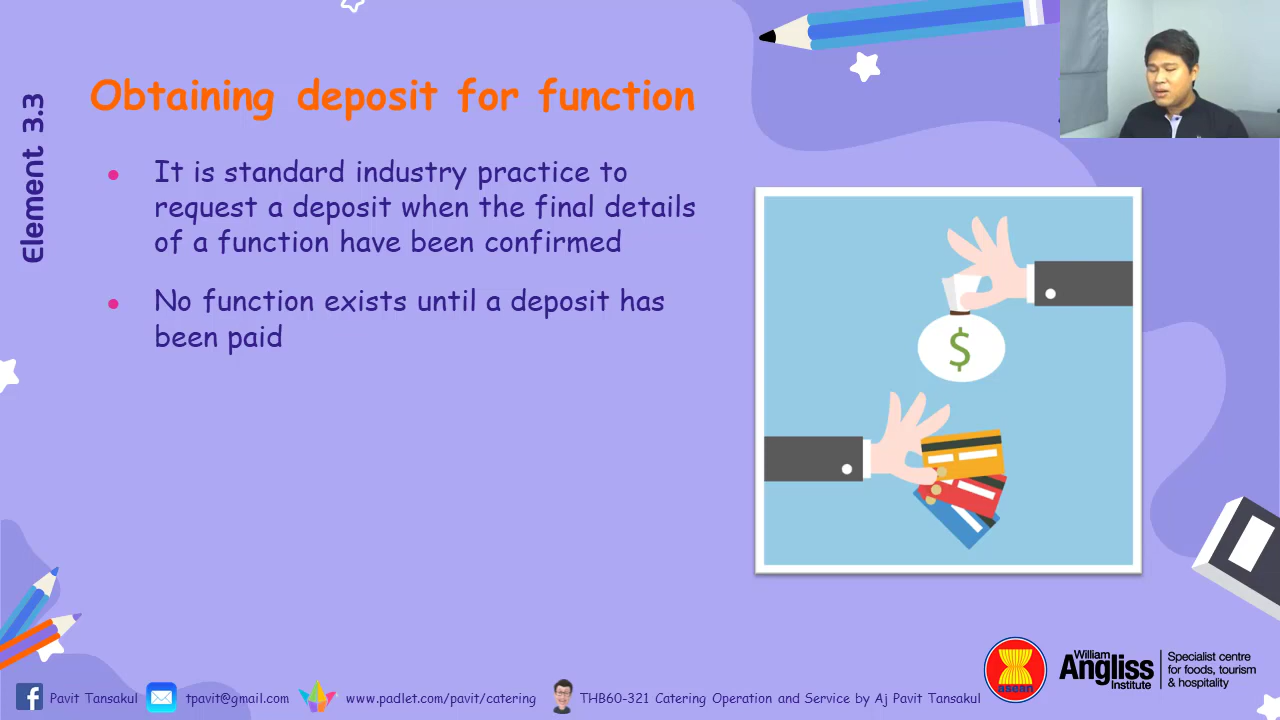 Element 3.3
Obtaining deposit for function
It is standard industry practice to
request a deposit when the final details
of a function have been confirmed
No function exists until a deposit has
been paid
$
Pavit Tansakul
tpavit@gmail.com
www.padlet.com/pavit/catering
THB60-321 Catering Operation and Service by Aj Pavit Tansakul
asean
William
Angliss
Institute
Specialist centre
for foods, tourism
& hospitality